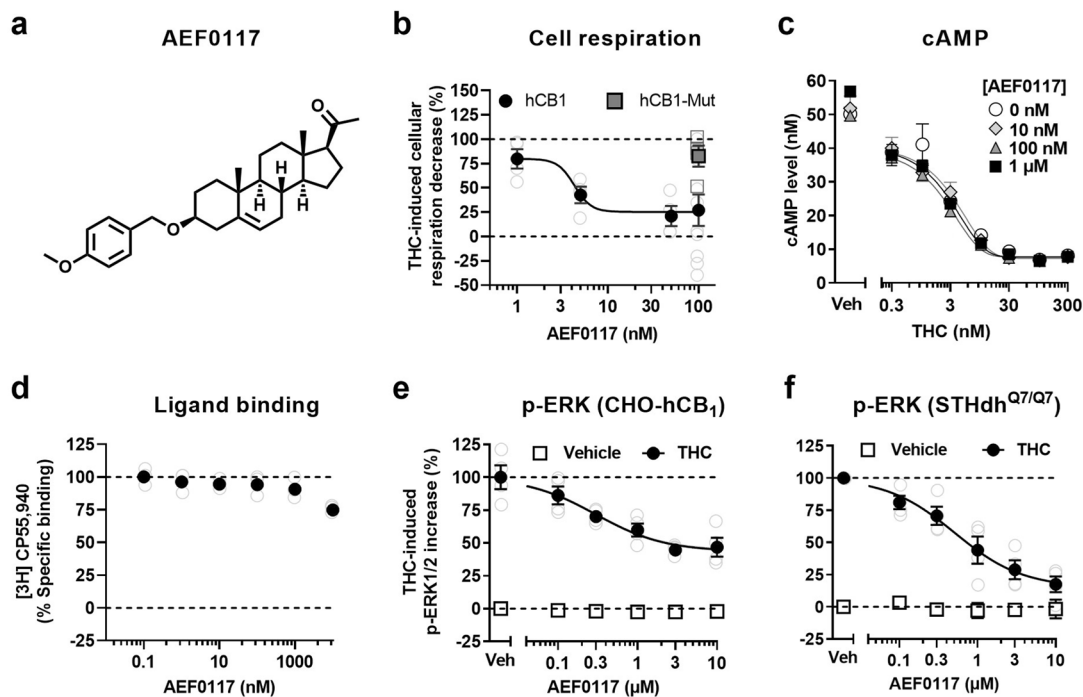 a
AEF0117
O
H
H
H
O
O
b
Cell respiration
THC-induced cellular
respiration decrease (%)
150
125
100
75
50
25
0
-25
-50
hCB1
hCB1-Mut
1
3
5
10
30
50
100
AEF0117 (nM)
c
cAMP
cAMP level (nM)
60
50
40
30
20
10
0
[AEF0117]
0 nM
10 nM
100 nM
1 µM
Veh
0.3
3
30
300
THC (nM)
d
Ligand binding
[3H] CP55,940
(% Specific binding)
125
100
75
50
25
0
-25
0.1
10
1000
AEF0117 (nM)
e
p-ERK (CHO-hCB1)
THC-induced
p-ERK1/2 increase (%)
125
100
75
50
25
0
-25
Vehicle
THC
Veh
0.1
0.3
1
3
10
AEF0117 (µM)
f
p-ERK (STHdhQ7/Q7)
125
100
75
50
25
0
-25
Vehicle
THC
Veh
0.1
0.3
1
3
10
AEF0117 (µM)